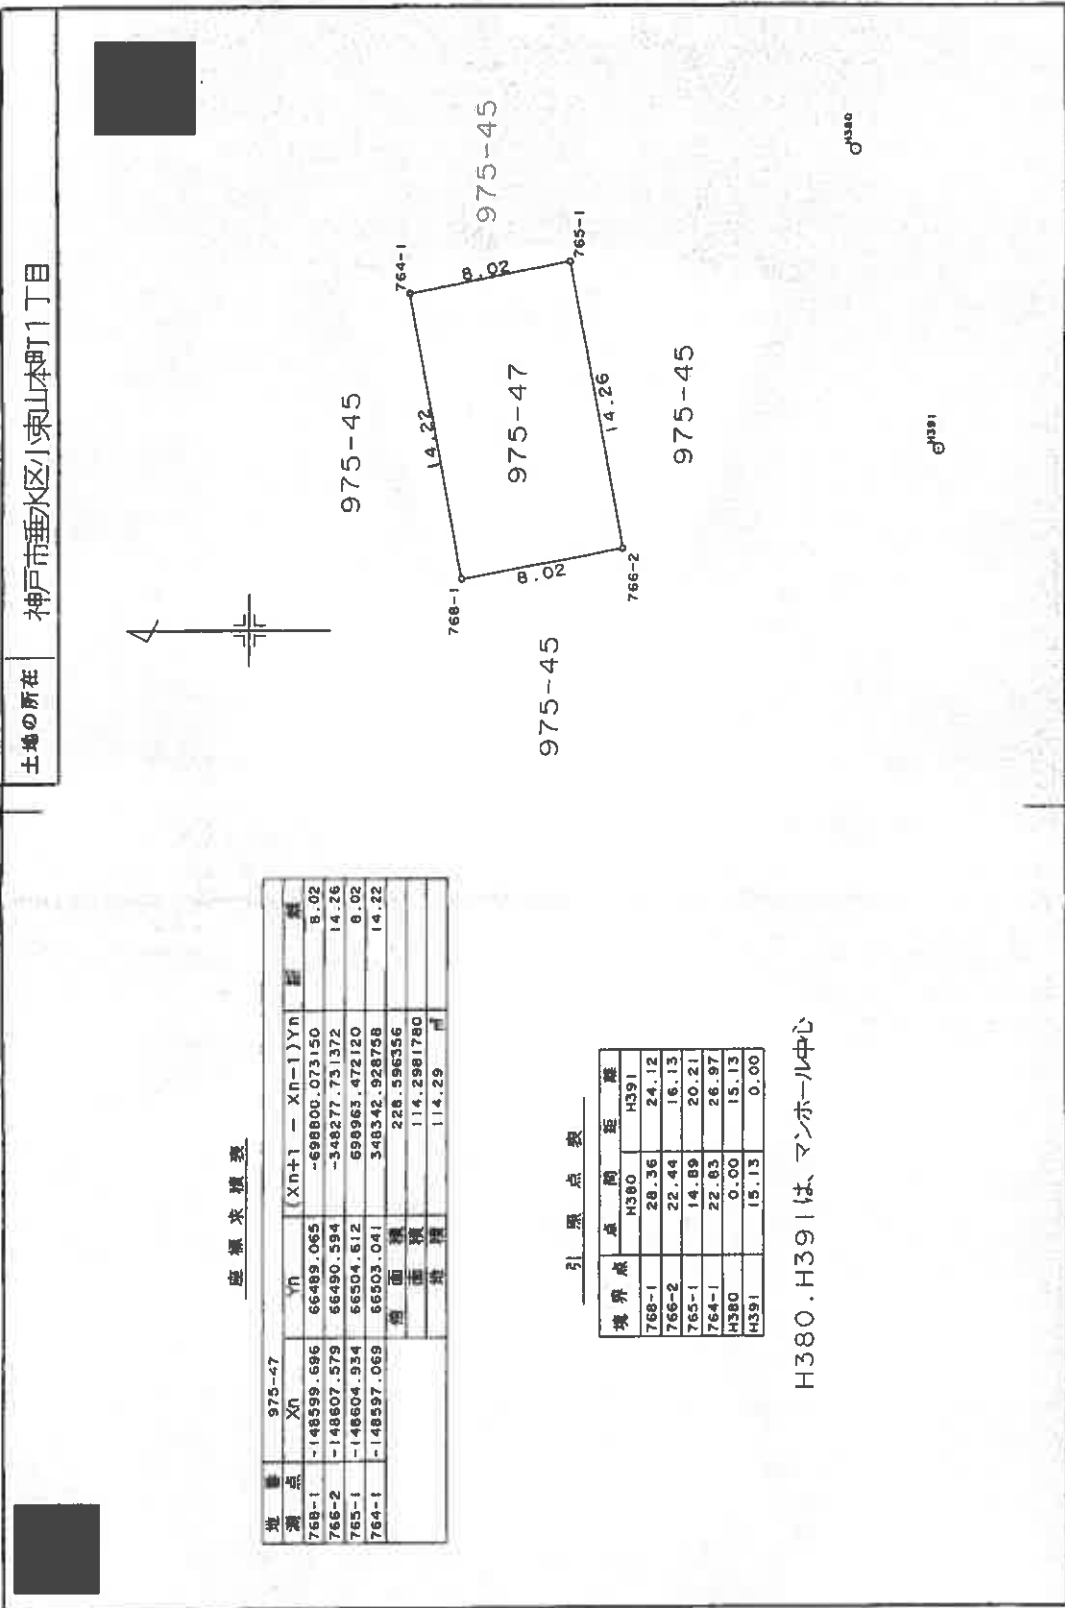 土地の所在 神戸市垂水区小束山本町1丁目
座標求積表
地番 975-47
測点 Xn Yn (Xn+1 - Xn-1)Yn 距離
768-1 -148599.696 66489.065 -698800.073150 8.02
766-2 -148607.579 66490.594 -348277.731372 14.26
765-1 -148604.934 66504.612 698963.472120 8.02
764-1 -148597.069 66503.041 348342.928758 14.22
倍面積 228.596356
面積 114.2981780
地積 114.29 ㎡
引照点表
境界点 点間距離
H380 H391
768-1 28.36 24.12
766-2 22.44 16.13
765-1 14.89 20.21
764-1 22.83 26.97
H380 0.00 15.13
H391 15.13 0.00
H380.H391は、マンホール中心
975-45
764-1
975-45
14.22
8.02
768-1
975-47
765-1
8.02
14.26
766-2
975-45
975-45
H380
H391